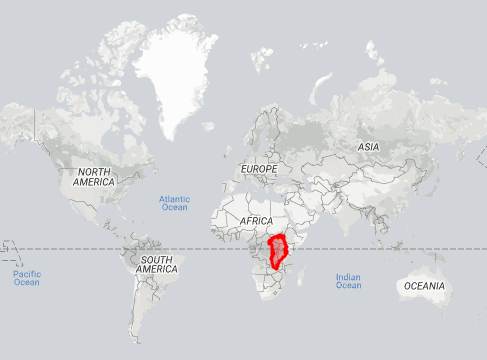 NORTH
AMERICA
ASIA
EUROPE
Atlantic
Ocean
AFRICA
SOUTH
AMERICA
Pacific
Ocean
Indian
Ocean
OCEANIA